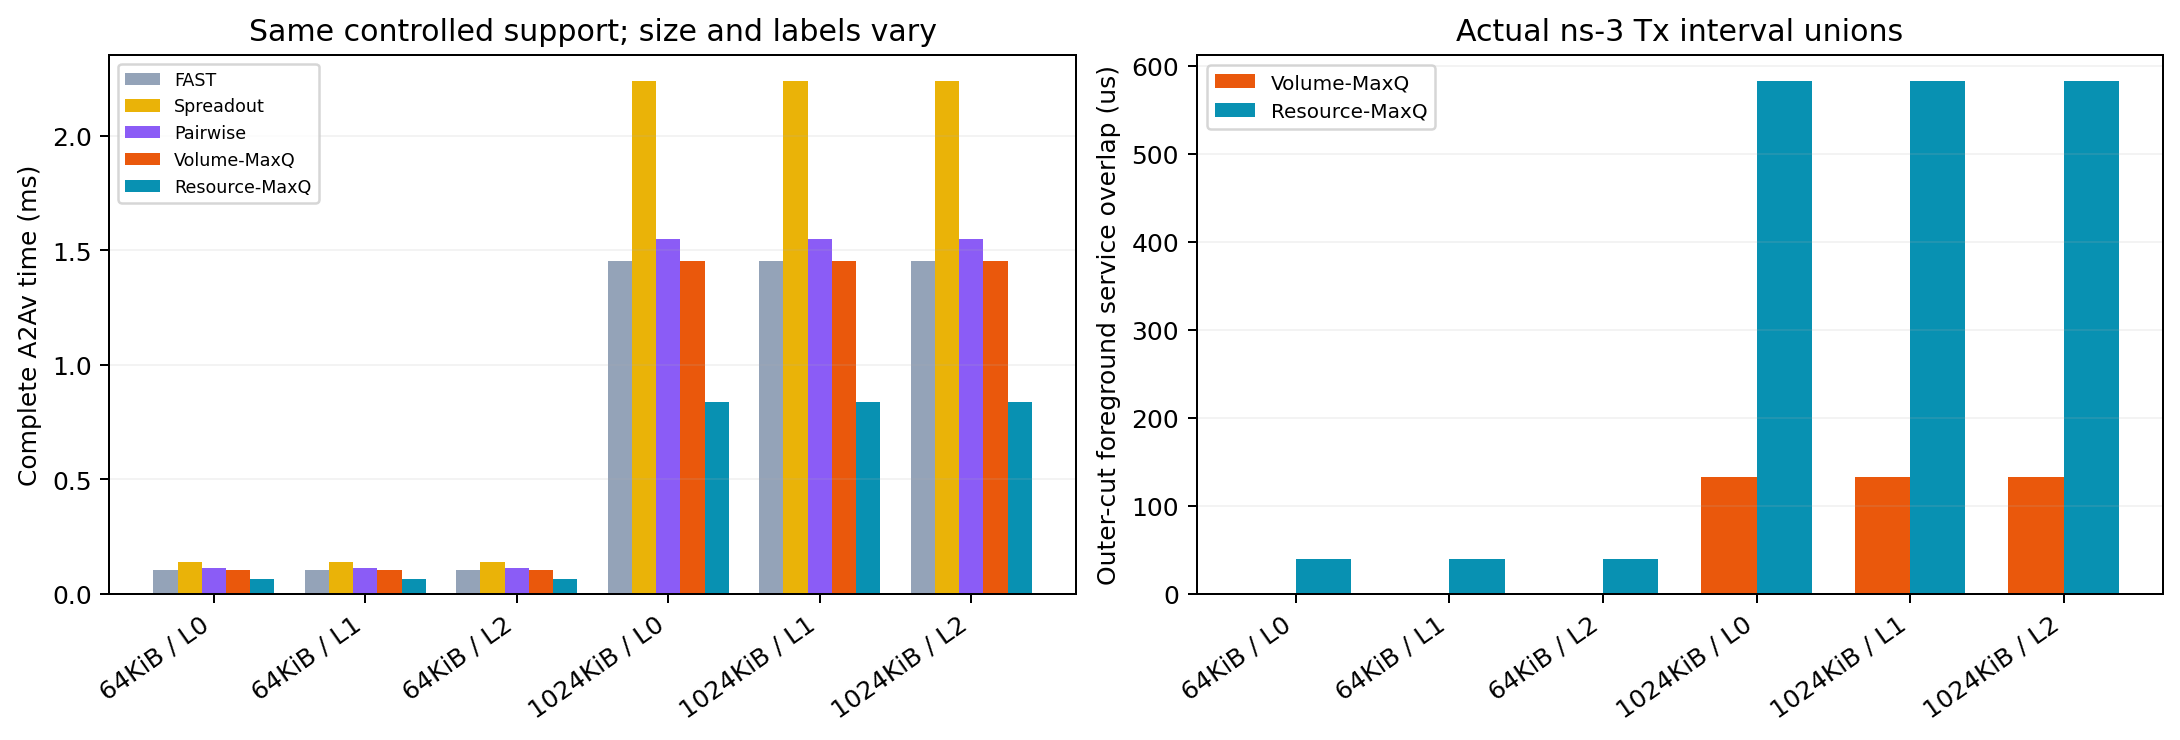 Same controlled support; size and labels vary
Complete A2Av time (ms)
2.0
1.5
1.0
0.5
0.0
FAST
Spreadout
Pairwise
Volume-MaxQ
Resource-MaxQ
64KiB / L0
64KiB / L1
64KiB / L2
1024KiB / L0
1024KiB / L1
1024KiB / L2
Actual ns-3 Tx interval unions
Outer-cut foreground service overlap (us)
600
500
400
300
200
100
0
Volume-MaxQ
Resource-MaxQ
64KiB / L0
64KiB / L1
64KiB / L2
1024KiB / L0
1024KiB / L1
1024KiB / L2